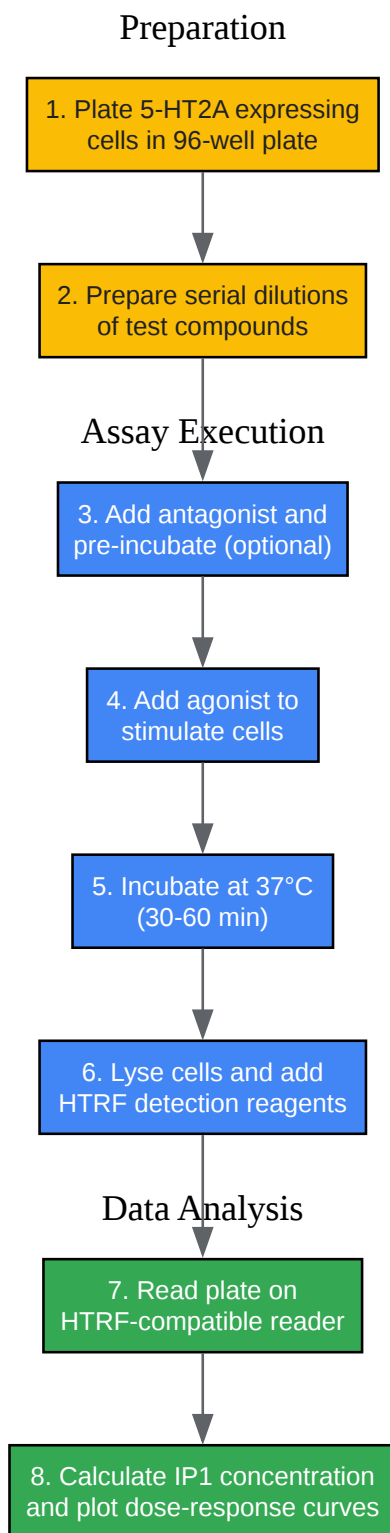 Preparation
1. Plate 5-HT2A expressing
cells in 96-well plate
2. Prepare serial dilutions
of test compounds
Assay Execution
3. Add antagonist and
pre-incubate (optional)
4. Add agonist to
stimulate cells
5. Incubate at 37°C
(30-60 min)
6. Lyse cells and add
HTRF detection reagents
Data Analysis
7. Read plate on
HTRF-compatible reader
8. Calculate IP1 concentration
and plot dose-response curves